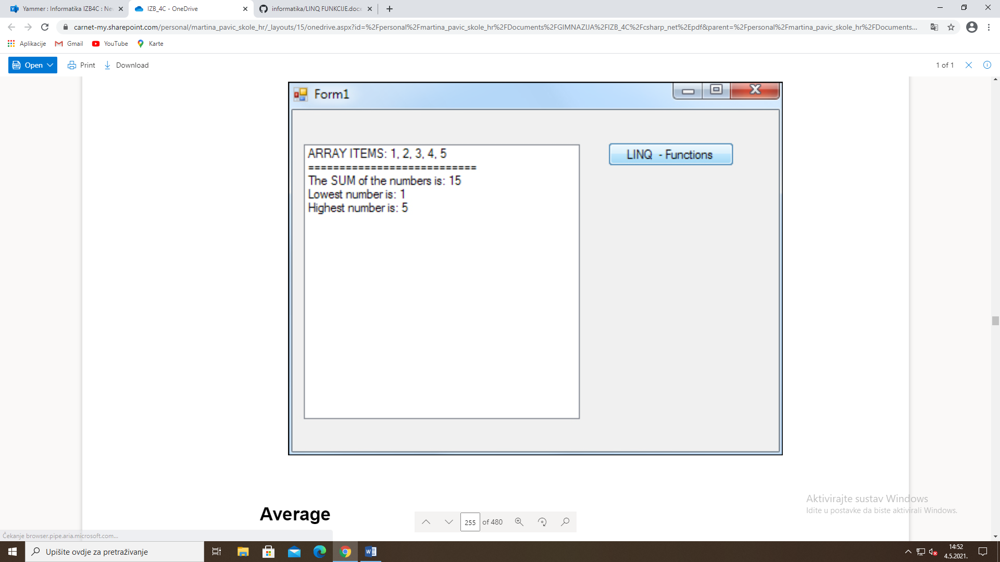 Yammer : Informatika IZB4C : Ne
IZB_4C - OneDrive
informatika/LINQ FUNKCIJE.docx
carnet-my.sharepoint.com/personal/martina_pavic_skole_hr/_layouts/15/onedrive.aspx?id=%2Fpersonal%2Fmartina_pavic_skole_hr%2FDocuments%2FGIMNAZIJA%2FIZB_4C%2Fcsharp_net%2Epdf&parent=%2Fpersonal%2Fmartina_pavic_skole_hr%2FDocuments...
Aplikacije
Gmail
YouTube
Karte
Open
Print
Download
1 of 1
Form1
LINQ - Functions
ARRAY ITEMS: 1, 2, 3, 4, 5
===========================
The SUM of the numbers is: 15
Lowest number is: 1
Highest number is: 5
Average
255 of 480
Aktivirajte sustav Windows
Idite u postavke da biste aktivirali Windows.
Čekanje browser.pipe.aria.microsoft.com...
Upišite ovdje za pretraživanje
14:52
4.5.2021.